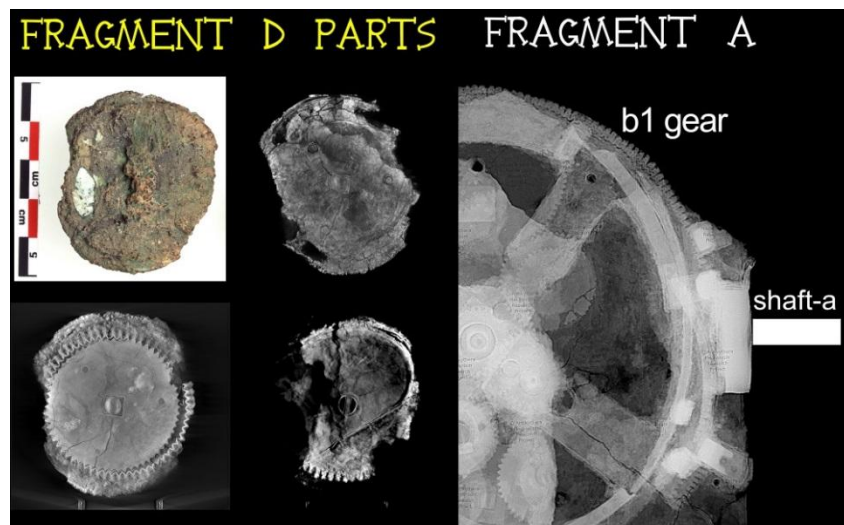 FRAGMENT D PARTS
FRAGMENT A
b1 gear
shaft-a
5
cm
cm
5